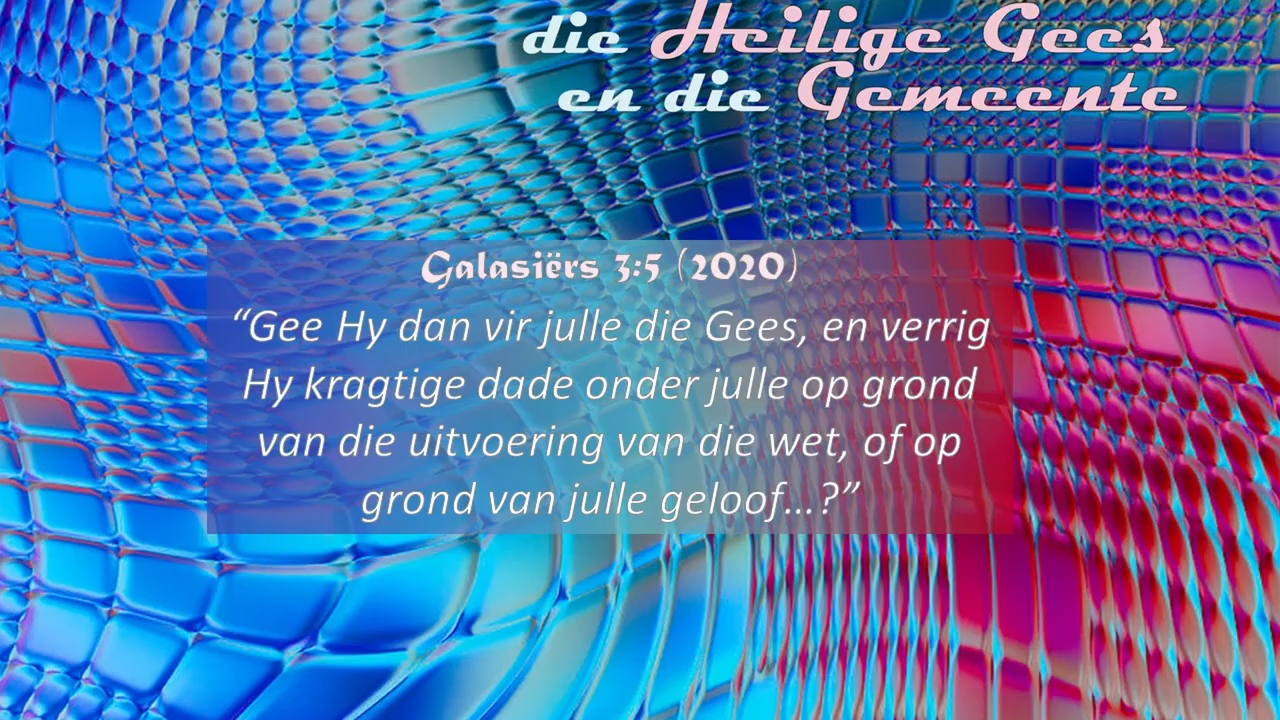 die Heilige Gees
en die Gemeente
Galasiërs 3:5 (2020)
“Gee Hy dan vir julle die Gees, en verrig
Hy kragtige dade onder julle op grond
van die uitvoering van die wet, of op
grond van julle geloof...?”